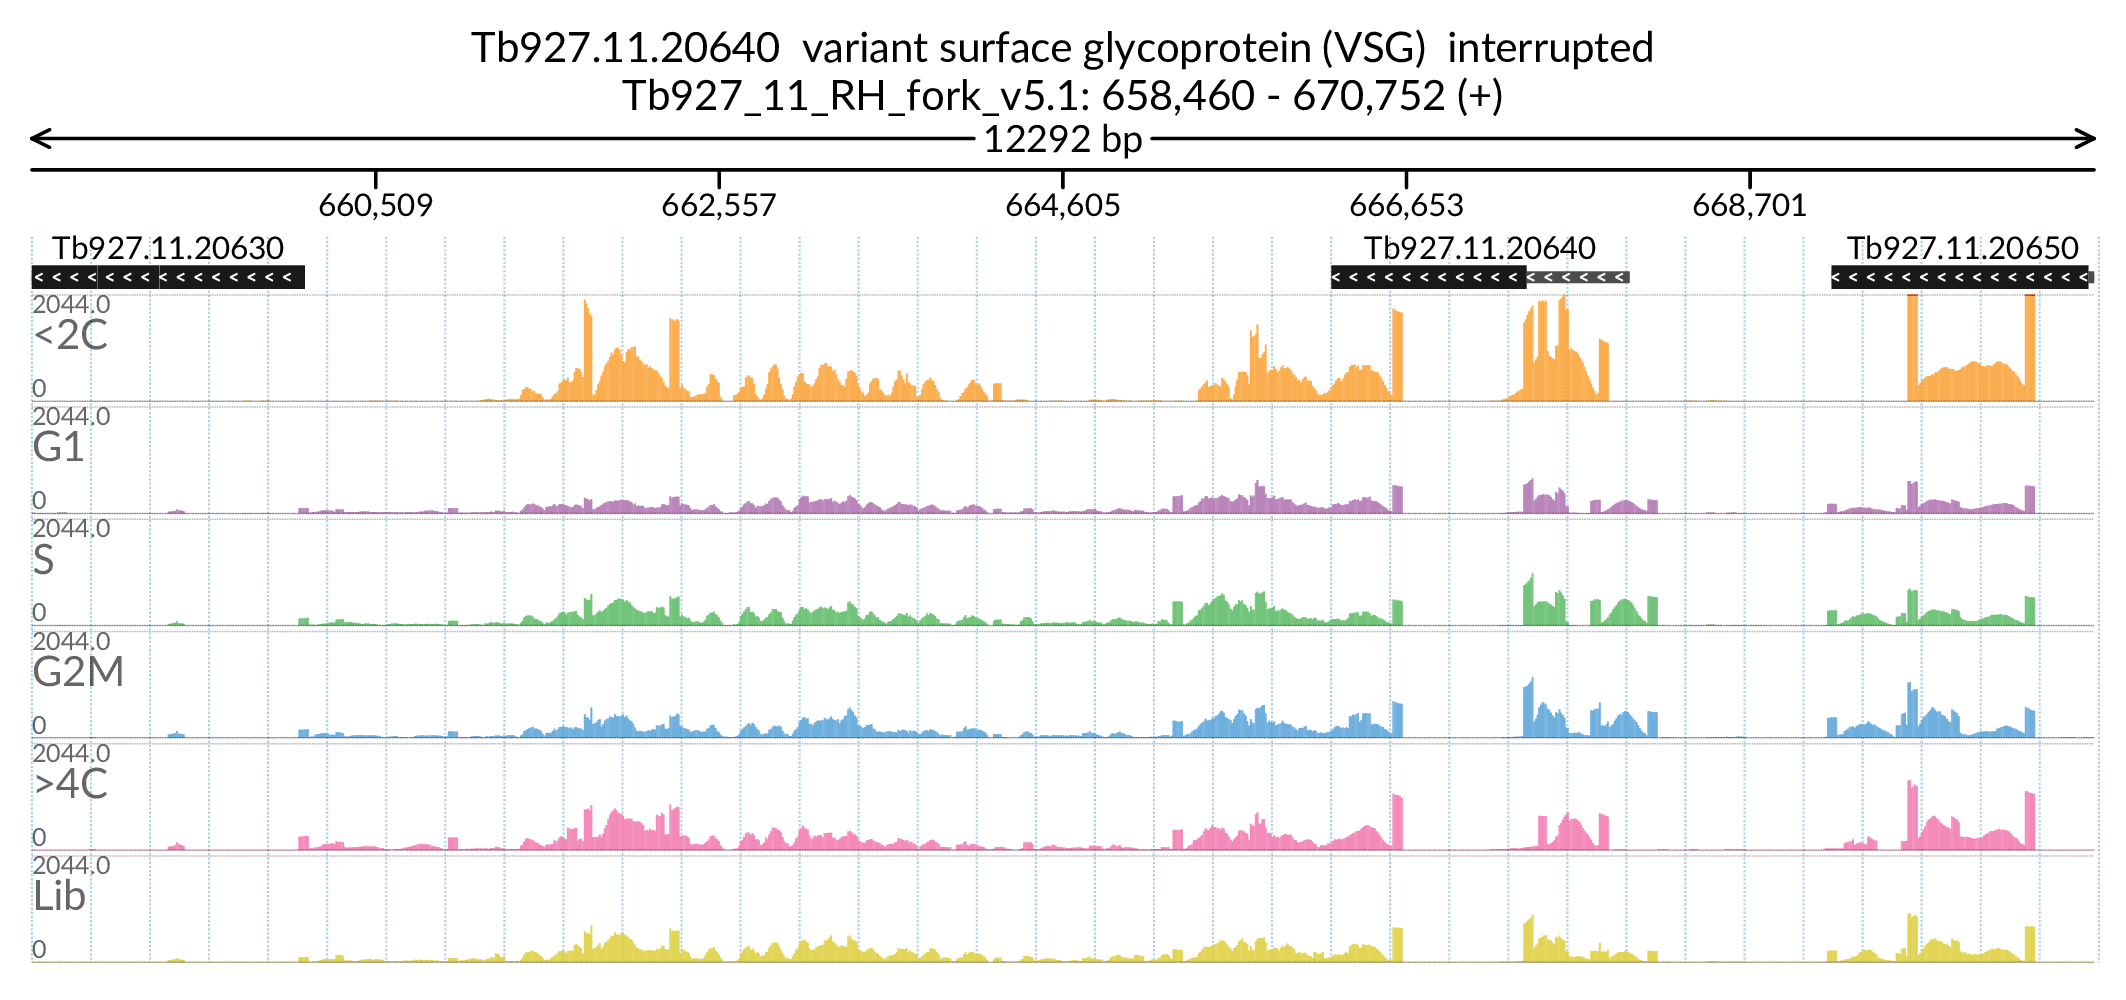 Tb927.11.20640 variant surface glycoprotein (VSG) interrupted
Tb927_11_RH_fork_v5.1: 658,460 - 670,752 (+)
12292 bp
660,509 662,557 664,605 666,653 668,701
Tb927.11.20630 Tb927.11.20640 Tb927.11.20650
2044.0
<2C
0
2044.0
G1
0
2044.0
S
0
2044.0
G2M
0
2044.0
>4C
0
2044.0
Lib
0